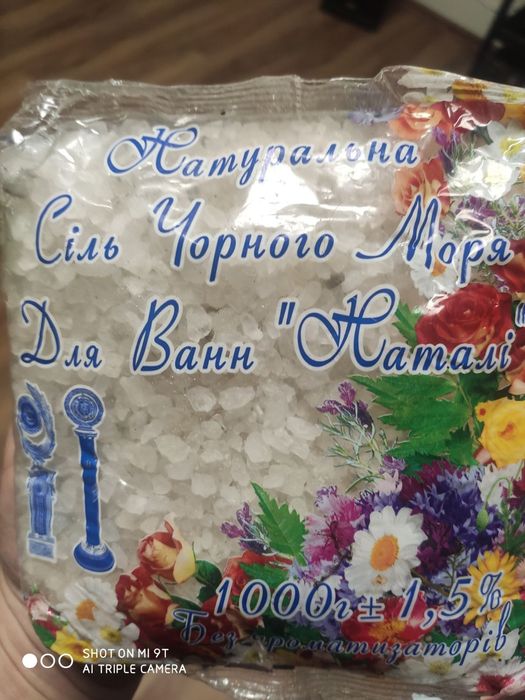 Натуральна
Сіль Чорного Моря
Для Ванн "Наталі"
1000г ± 1,5%
Без ароматизаторів
SHOT ON MI 9T
AI TRIPLE CAMERA